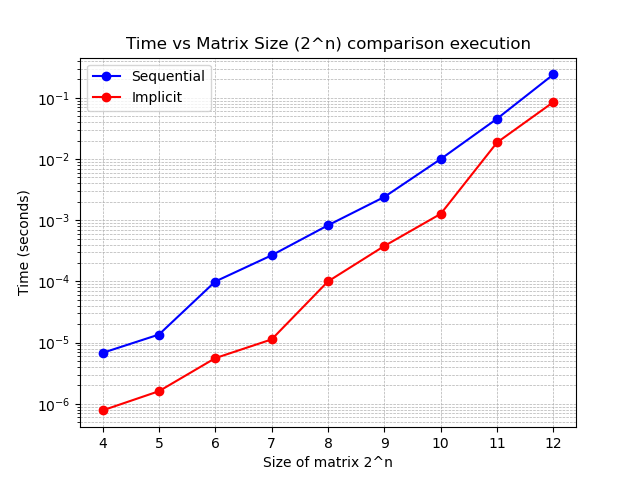 Time vs Matrix Size (2^n) comparison execution
Sequential
Implicit
Time (seconds)
10⁻¹
10⁻²
10⁻³
10⁻⁴
10⁻⁵
10⁻⁶
4 5 6 7 8 9 10 11 12
Size of matrix 2^n